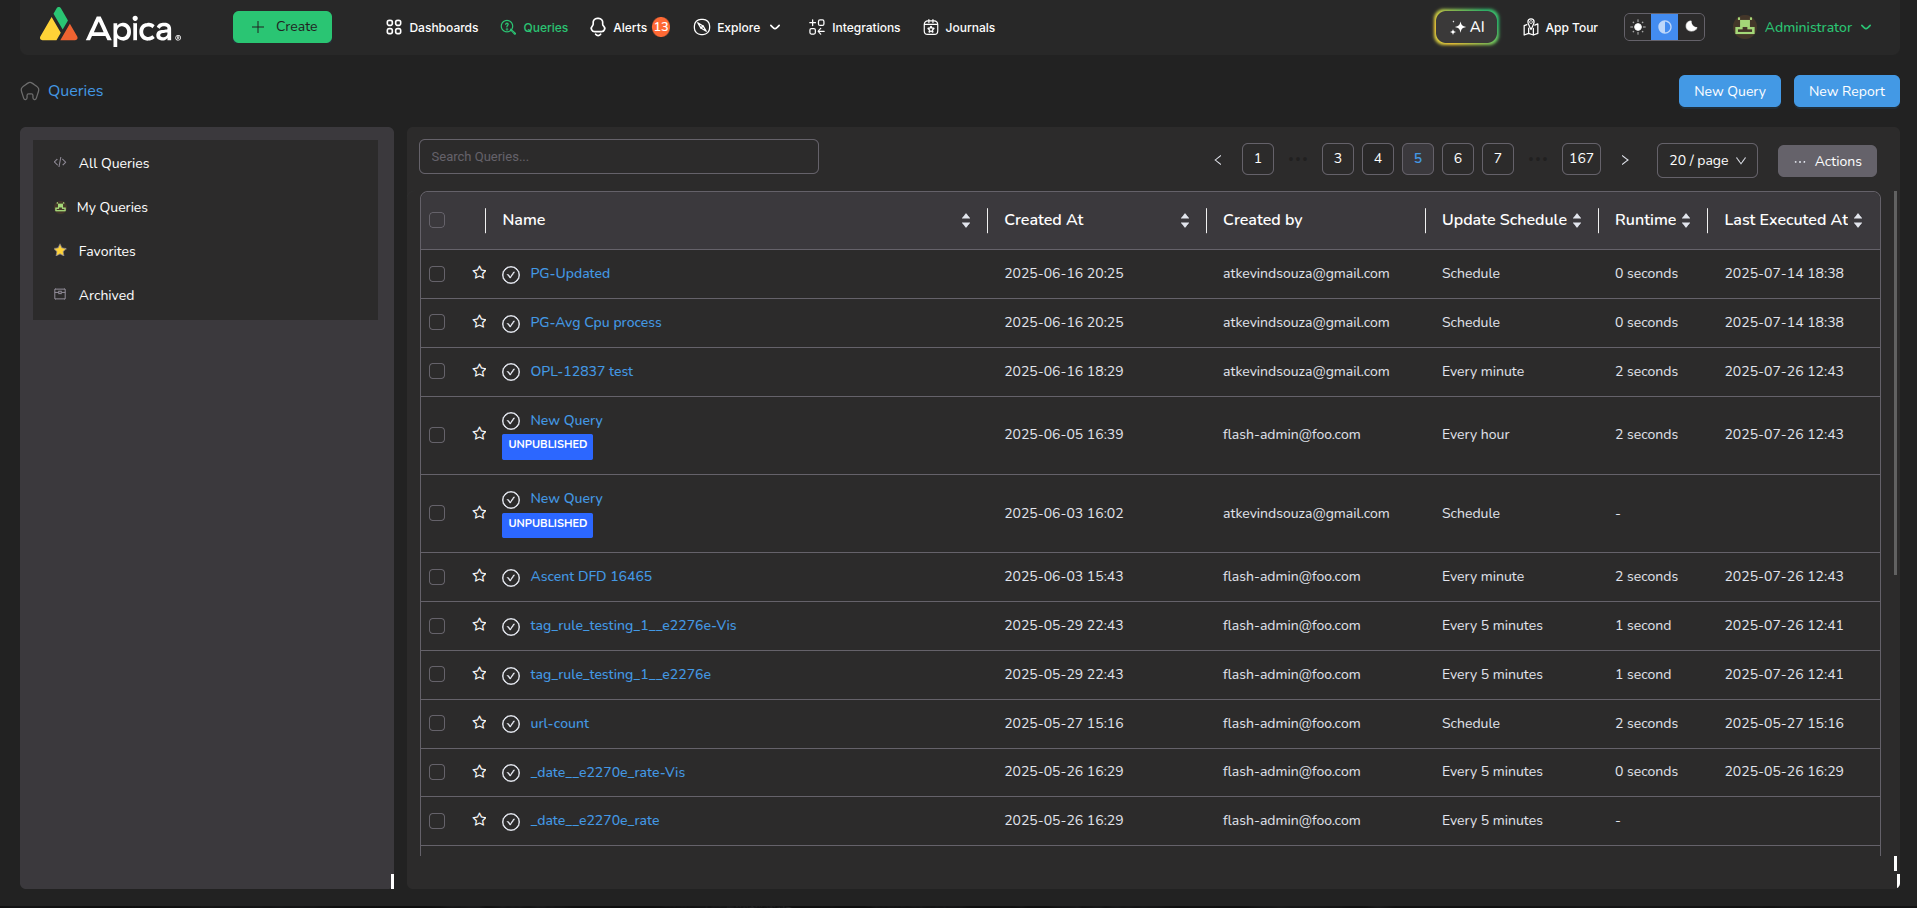 Apica
Create
Dashboards
Queries
Alerts 13
Explore
Integrations
Journals
AI
App Tour
Administrator
Queries
New Query
New Report
All Queries
My Queries
Favorites
Archived
Search Queries...
< 1 ··· 3 4 5 6 7 ··· 167 >
20 / page
··· Actions
Name Created At Created by Update Schedule Runtime Last Executed At
PG-Updated 2025-06-16 20:25 atkevindsouza@gmail.com Schedule 0 seconds 2025-07-14 18:38
PG-Avg Cpu process 2025-06-16 20:25 atkevindsouza@gmail.com Schedule 0 seconds 2025-07-14 18:38
OPL-12837 test 2025-06-16 18:29 atkevindsouza@gmail.com Every minute 2 seconds 2025-07-26 12:43
New Query
UNPUBLISHED
2025-06-05 16:39 flash-admin@foo.com Every hour 2 seconds 2025-07-26 12:43
New Query
UNPUBLISHED
2025-06-03 16:02 atkevindsouza@gmail.com Schedule -
Ascent DFD 16465 2025-06-03 15:43 flash-admin@foo.com Every minute 2 seconds 2025-07-26 12:43
tag_rule_testing_1__e2276e-Vis 2025-05-29 22:43 flash-admin@foo.com Every 5 minutes 1 second 2025-07-26 12:41
tag_rule_testing_1__e2276e 2025-05-29 22:43 flash-admin@foo.com Every 5 minutes 1 second 2025-07-26 12:41
url-count 2025-05-27 15:16 flash-admin@foo.com Schedule 2 seconds 2025-05-27 15:16
_date__e2270e_rate-Vis 2025-05-26 16:29 flash-admin@foo.com Every 5 minutes 0 seconds 2025-05-26 16:29
_date__e2270e_rate 2025-05-26 16:29 flash-admin@foo.com Every 5 minutes -